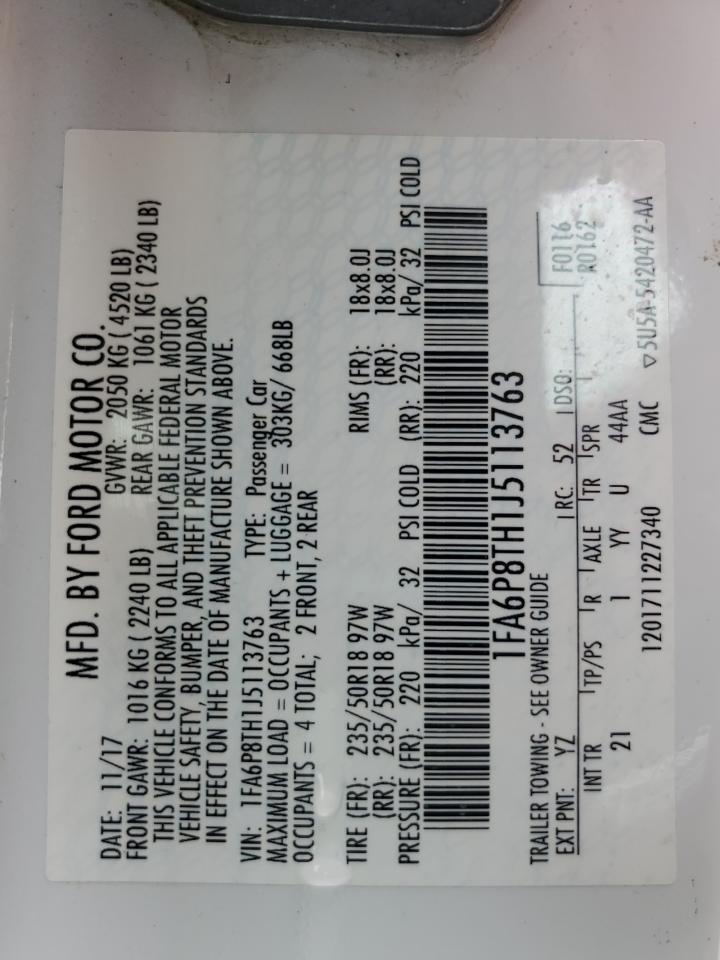 MFD. BY FORD MOTOR CO.
DATE: 11/17 GVWR: 2050 KG ( 4520 LB)
FRONT GAWR: 1016 KG ( 2240 LB) REAR GAWR: 1061 KG ( 2340 LB)
THIS VEHICLE CONFORMS TO ALL APPLICABLE FEDERAL MOTOR
VEHICLE SAFETY, BUMPER, AND THEFT PREVENTION STANDARDS
IN EFFECT ON THE DATE OF MANUFACTURE SHOWN ABOVE.
VIN: 1FA6P8TH1J5113763 TYPE: Passenger Car
MAXIMUM LOAD = OCCUPANTS + LUGGAGE = 303KG/ 668LB
OCCUPANTS = 4 TOTAL; 2 FRONT, 2 REAR
TIRE (FR): 235/50R18 97W RIMS (FR): 18x8.0J
(RR): 235/50R18 97W (RR): 18x8.0J
PRESSURE (FR): 220 kPa/ 32 PSI COLD (RR): 220 kPa/ 32 PSI COLD
1FA6P8TH1J5113763
TRAILER TOWING - SEE OWNER GUIDE
F0116
EXT PNT: YZ RC: 52 DSO: R0162
INT TR TP/PS R AXLE TR SPR
21 1 YY U 44AA
1201711227340 CMC ▽5U5A-5420472-AA